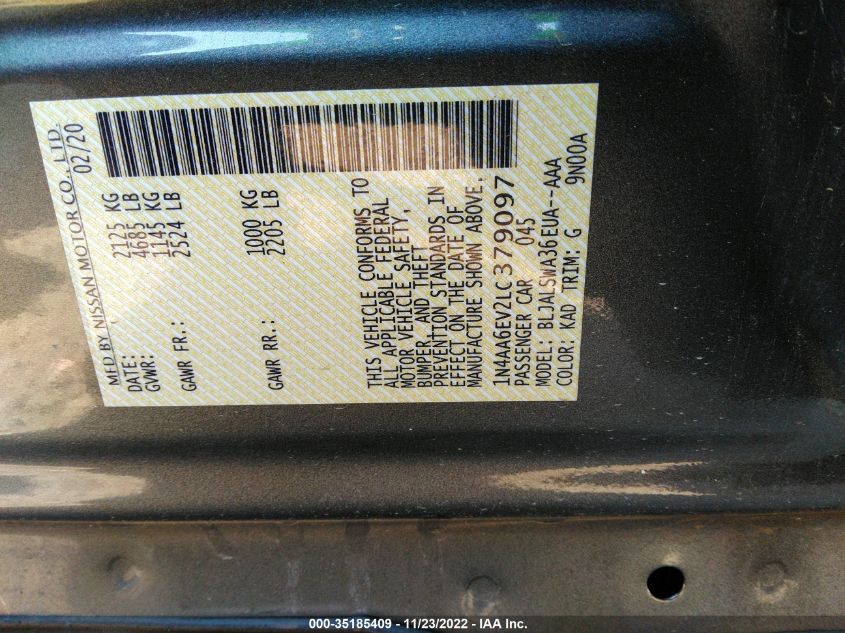 MFD BY NISSAN MOTOR CO., LTD.
DATE: 02/20
GVWR: 2125 KG
4685 LB
GAWR FR.: 1145 KG
2524 LB
GAWR RR.: 1000 KG
2205 LB
THIS VEHICLE CONFORMS TO
ALL APPLICABLE FEDERAL
MOTOR VEHICLE SAFETY,
BUMPER, AND THEFT
PREVENTION STANDARDS IN
EFFECT ON THE DATE OF
MANUFACTURE SHOWN ABOVE.
1N4AA6EV2LC379097
PASSENGER CAR 045
MODEL: BLJALSWA36EUA--AAA
COLOR: KAD TRIM: G 9N00A
000-35185409 - 11/23/2022 - IAA Inc.